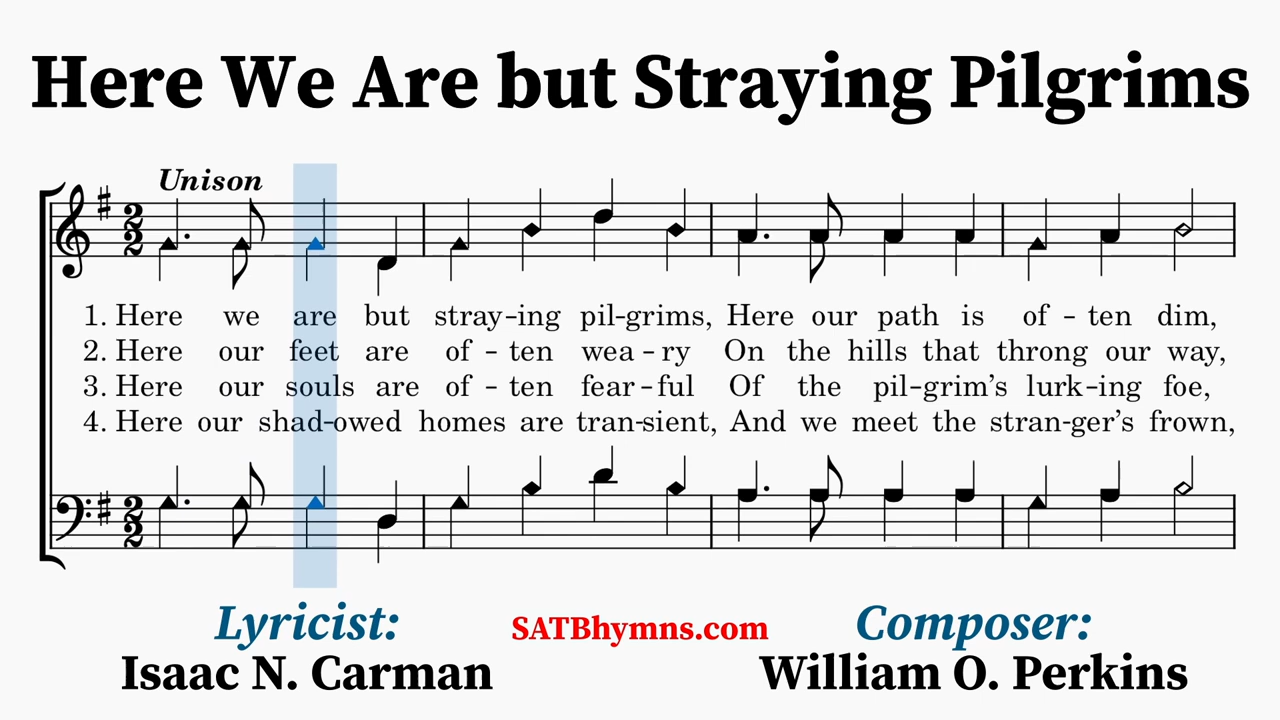 Here We Are but Straying Pilgrims
Unison
2
2
1. Here we are but stray-ing pil-grims, Here our path is of - ten dim,
2. Here our feet are of - ten wea - ry On the hills that throng our way,
3. Here our souls are of - ten fear - ful Of the pil-grim’s lurk-ing foe,
4. Here our shad-owed homes are tran-sient, And we meet the stran-ger’s frown,
2
2
Lyricist: SATBhymns.com Composer:
Isaac N. Carman William O. Perkins